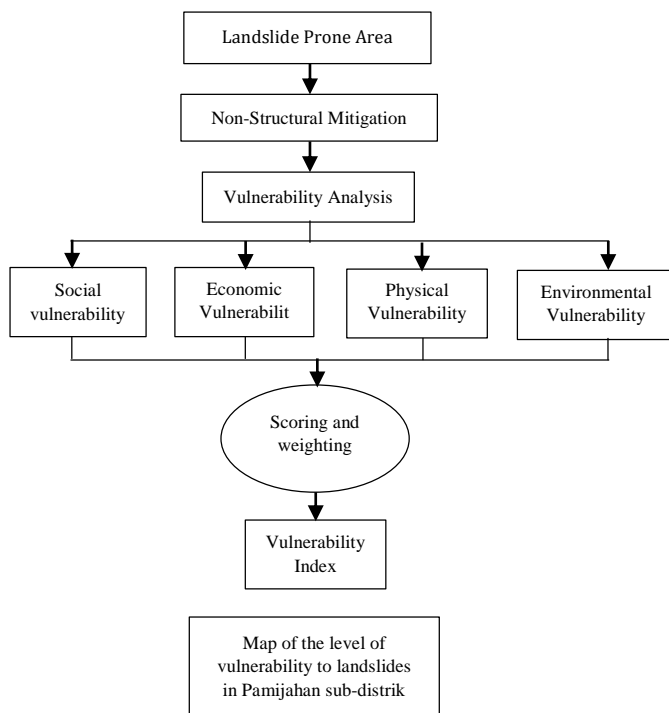 Landslide Prone Area
Non-Structural Mitigation
Vulnerability Analysis
Social
vulnerability
Economic
Vulnerabilit
Physical
Vulnerability
Environmental
Vulnerability
Scoring and
weighting
Vulnerability
Index
Map of the level of
vulnerability to landslides
in Pamijahan sub-distrik